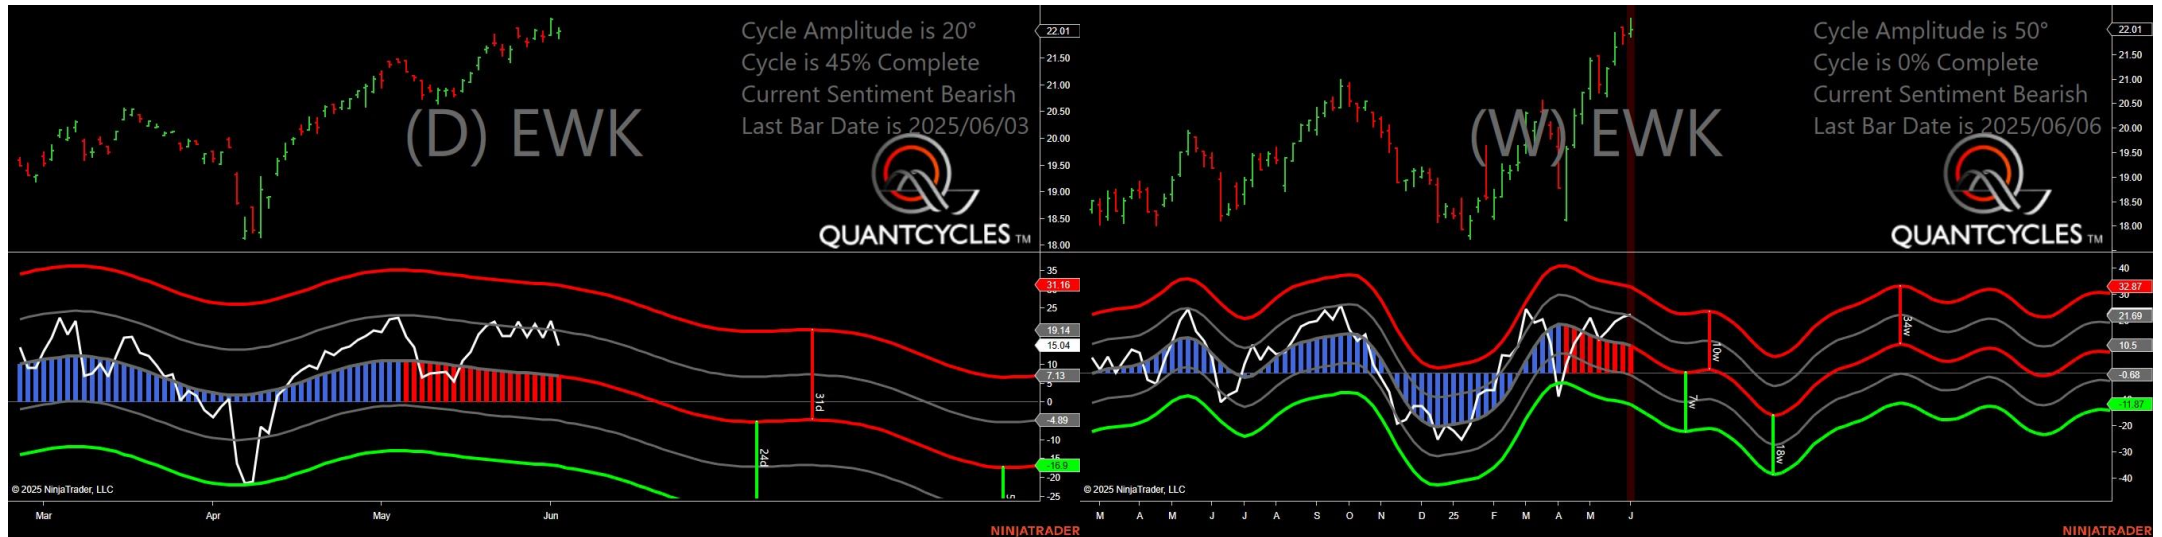 Cycle Amplitude is 20°
Cycle is 45% Complete
Current Sentiment Bearish
Last Bar Date is 2025/06/03
(D) EWK
QUANTCYCLES TM
22.01
21.50
21.00
20.50
20.00
19.50
19.00
18.50
18.00
35
31.16
25
19.14
15.04
10
7.13
5
0
-4.89
-10
-15
-16.9
-20
-25
31d
24d
© 2025 NinjaTrader, LLC
Mar
Apr
May
Jun
NINJATRADER
Cycle Amplitude is 50°
Cycle is 0% Complete
Current Sentiment Bearish
Last Bar Date is 2025/06/06
(W) EWK
QUANTCYCLES TM
22.01
21.50
21.00
20.50
20.00
19.50
19.00
18.50
18.00
40
32.87
30
21.69
10.5
-0.68
-11.87
-20
-30
-40
10w
7w
18w
34w
© 2025 NinjaTrader, LLC
M A M J J A S O N D 25 F M A M J
NINJATRADER